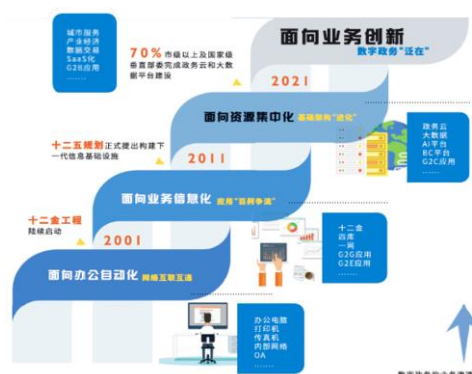 城市服务
产业经济
数据交易
SaaS化
G2B应用
70% 市级以上及国家级
垂直部委完成政务云和大数
据平台建设
面向业务创新
数字政务“泛在”
2021
面向资源集中化 基础架构“进化”
政务云
大数据
AI平台
BC平台
G2C应用
十二五规划 正式提出构建下
一代信息基础设施
2011
面向业务信息化 应用“百舸争流”
十二金工程
陆续启动
2001
十二金
四库
一网
G2G应用
G2E应用
面向办公自动化 网络互联互通
办公电脑
打印机
传真机
内部网络
OA